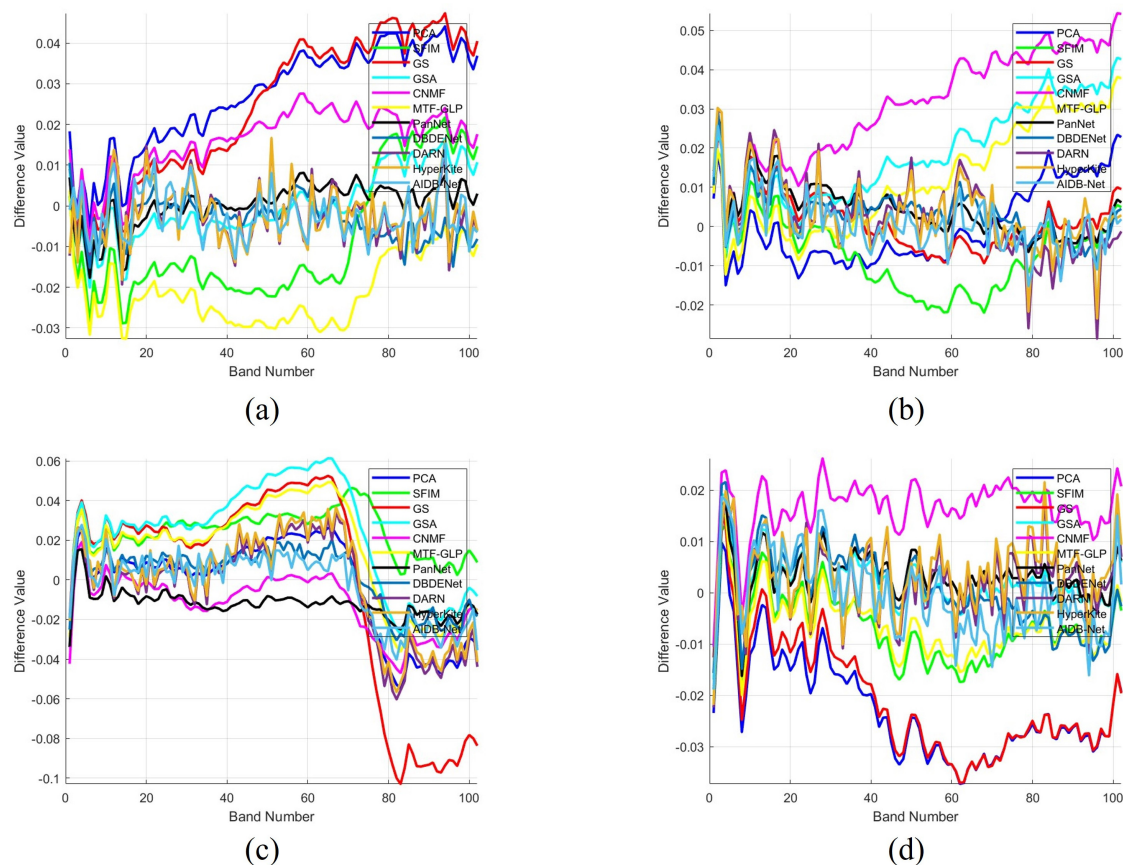 0.04
0.03
0.02
0.01
0
-0.01
-0.02
-0.03
Difference Value
0 20 40 60 80 100
Band Number
PCA
SFIM
GS
GSA
CNMF
MTF-GLP
PanNet
DBDENet
DARN
HyperKite
AIDB-Net
(a)
0.05
0.04
0.03
0.02
0.01
0
-0.01
-0.02
Difference Value
0 20 40 60 80 100
Band Number
PCA
SFIM
GS
GSA
CNMF
MTF-GLP
PanNet
DBDENet
DARN
HyperKite
AIDB-Net
(b)
0.06
0.04
0.02
0
-0.02
-0.04
-0.06
-0.08
-0.1
Difference Value
0 20 40 60 80 100
Band Number
PCA
SFIM
GS
GSA
CNMF
MTF-GLP
PanNet
DBDENet
DARN
HyperKite
AIDB-Net
(c)
0.02
0.01
0
-0.01
-0.02
-0.03
Difference Value
0 20 40 60 80 100
Band Number
PCA
SFIM
GS
GSA
CNMF
MTF-GLP
PanNet
DBDENet
DARN
HyperKite
AIDB-Net
(d)